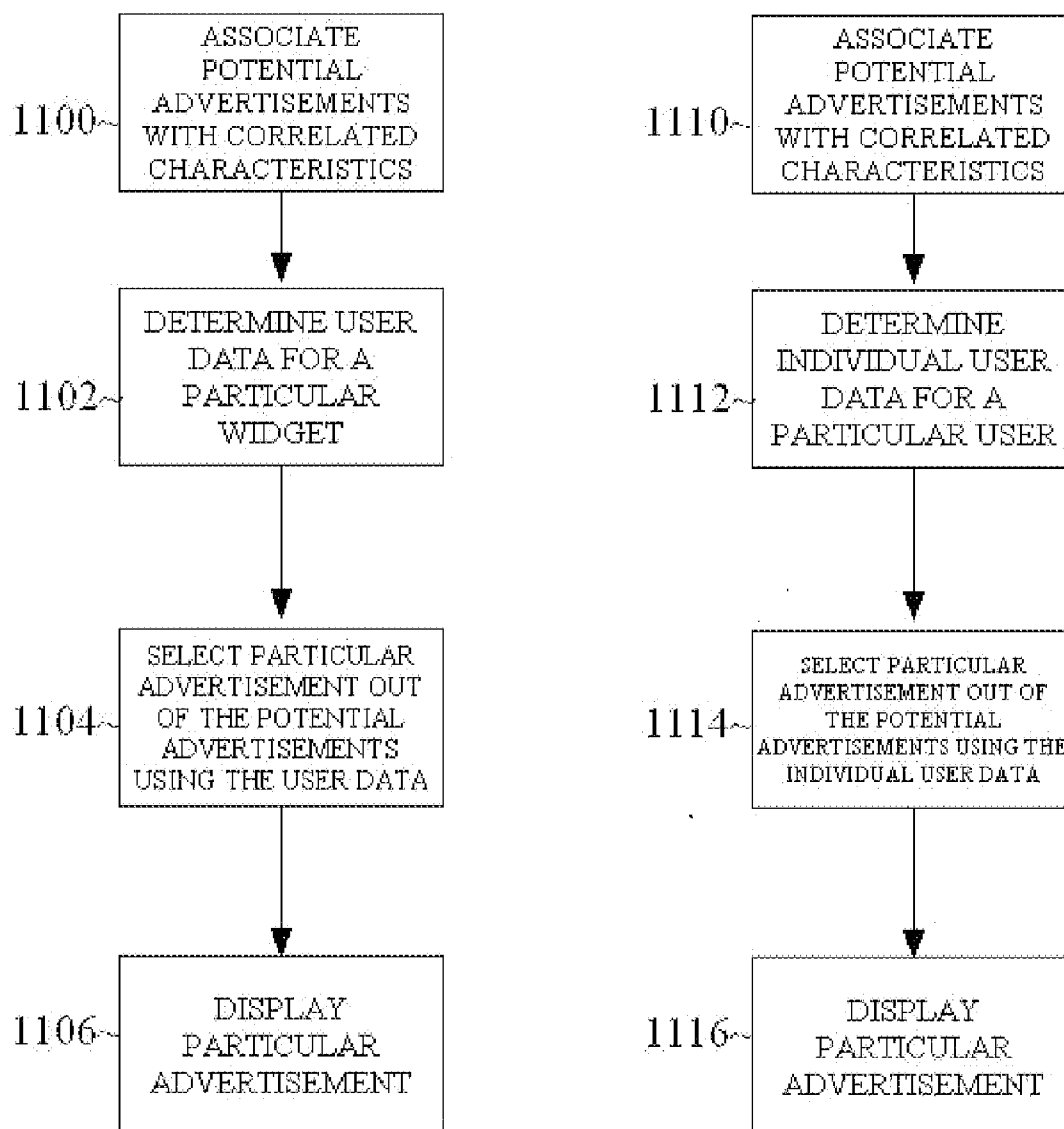 1100~
ASSOCIATE
POTENTIAL
ADVERTISEMENTS
WITH CORRELATED
CHARACTERISTICS
1102~
DETERMINE USER
DATA FOR A
PARTICULAR
WIDGET
1104~
SELECT PARTICULAR
ADVERTISEMENT OUT
OF THE POTENTIAL
ADVERTISEMENTS
USING THE USER DATA
1106~
DISPLAY
PARTICULAR
ADVERTISEMENT
1110~
ASSOCIATE
POTENTIAL
ADVERTISEMENTS
WITH CORRELATED
CHARACTERISTICS
1112~
DETERMINE
INDIVIDUAL USER
DATA FOR A
PARTICULAR USER
1114~
SELECT PARTICULAR
ADVERTISEMENT OUT OF
THE POTENTIAL
ADVERTISEMENTS USING THE
INDIVIDUAL USER DATA
1116~
DISPLAY
PARTICULAR
ADVERTISEMENT